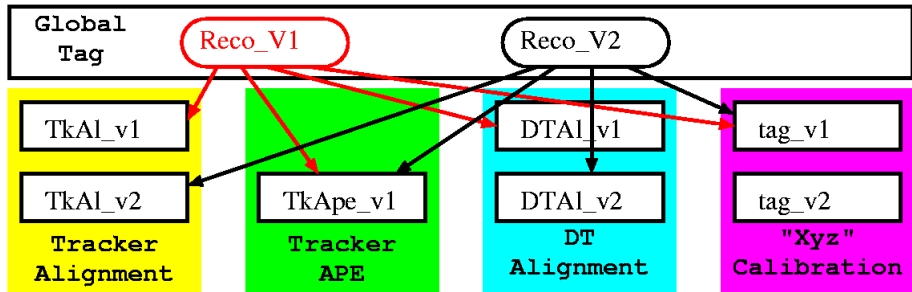 Global
Tag
Reco_V1
Reco_V2
TkAl_v1
DTAl_v1
tag_v1
TkAl_v2
TkApe_v1
DTAl_v2
tag_v2
Tracker
Alignment
Tracker
APE
DT
Alignment
"Xyz"
Calibration